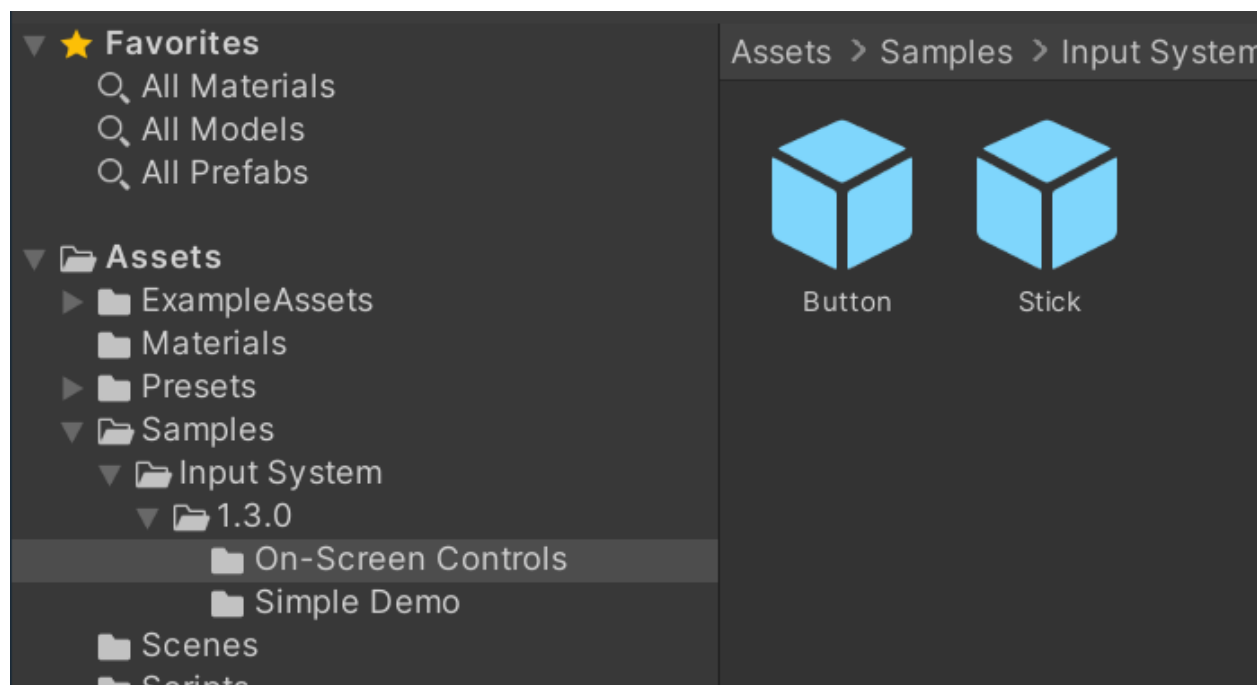 Favorites
All Materials
All Models
All Prefabs
Assets
ExampleAssets
Materials
Presets
Samples
Input System
1.3.0
On-Screen Controls
Simple Demo
Scenes
Scripts
Assets > Samples > Input System
Button
Stick